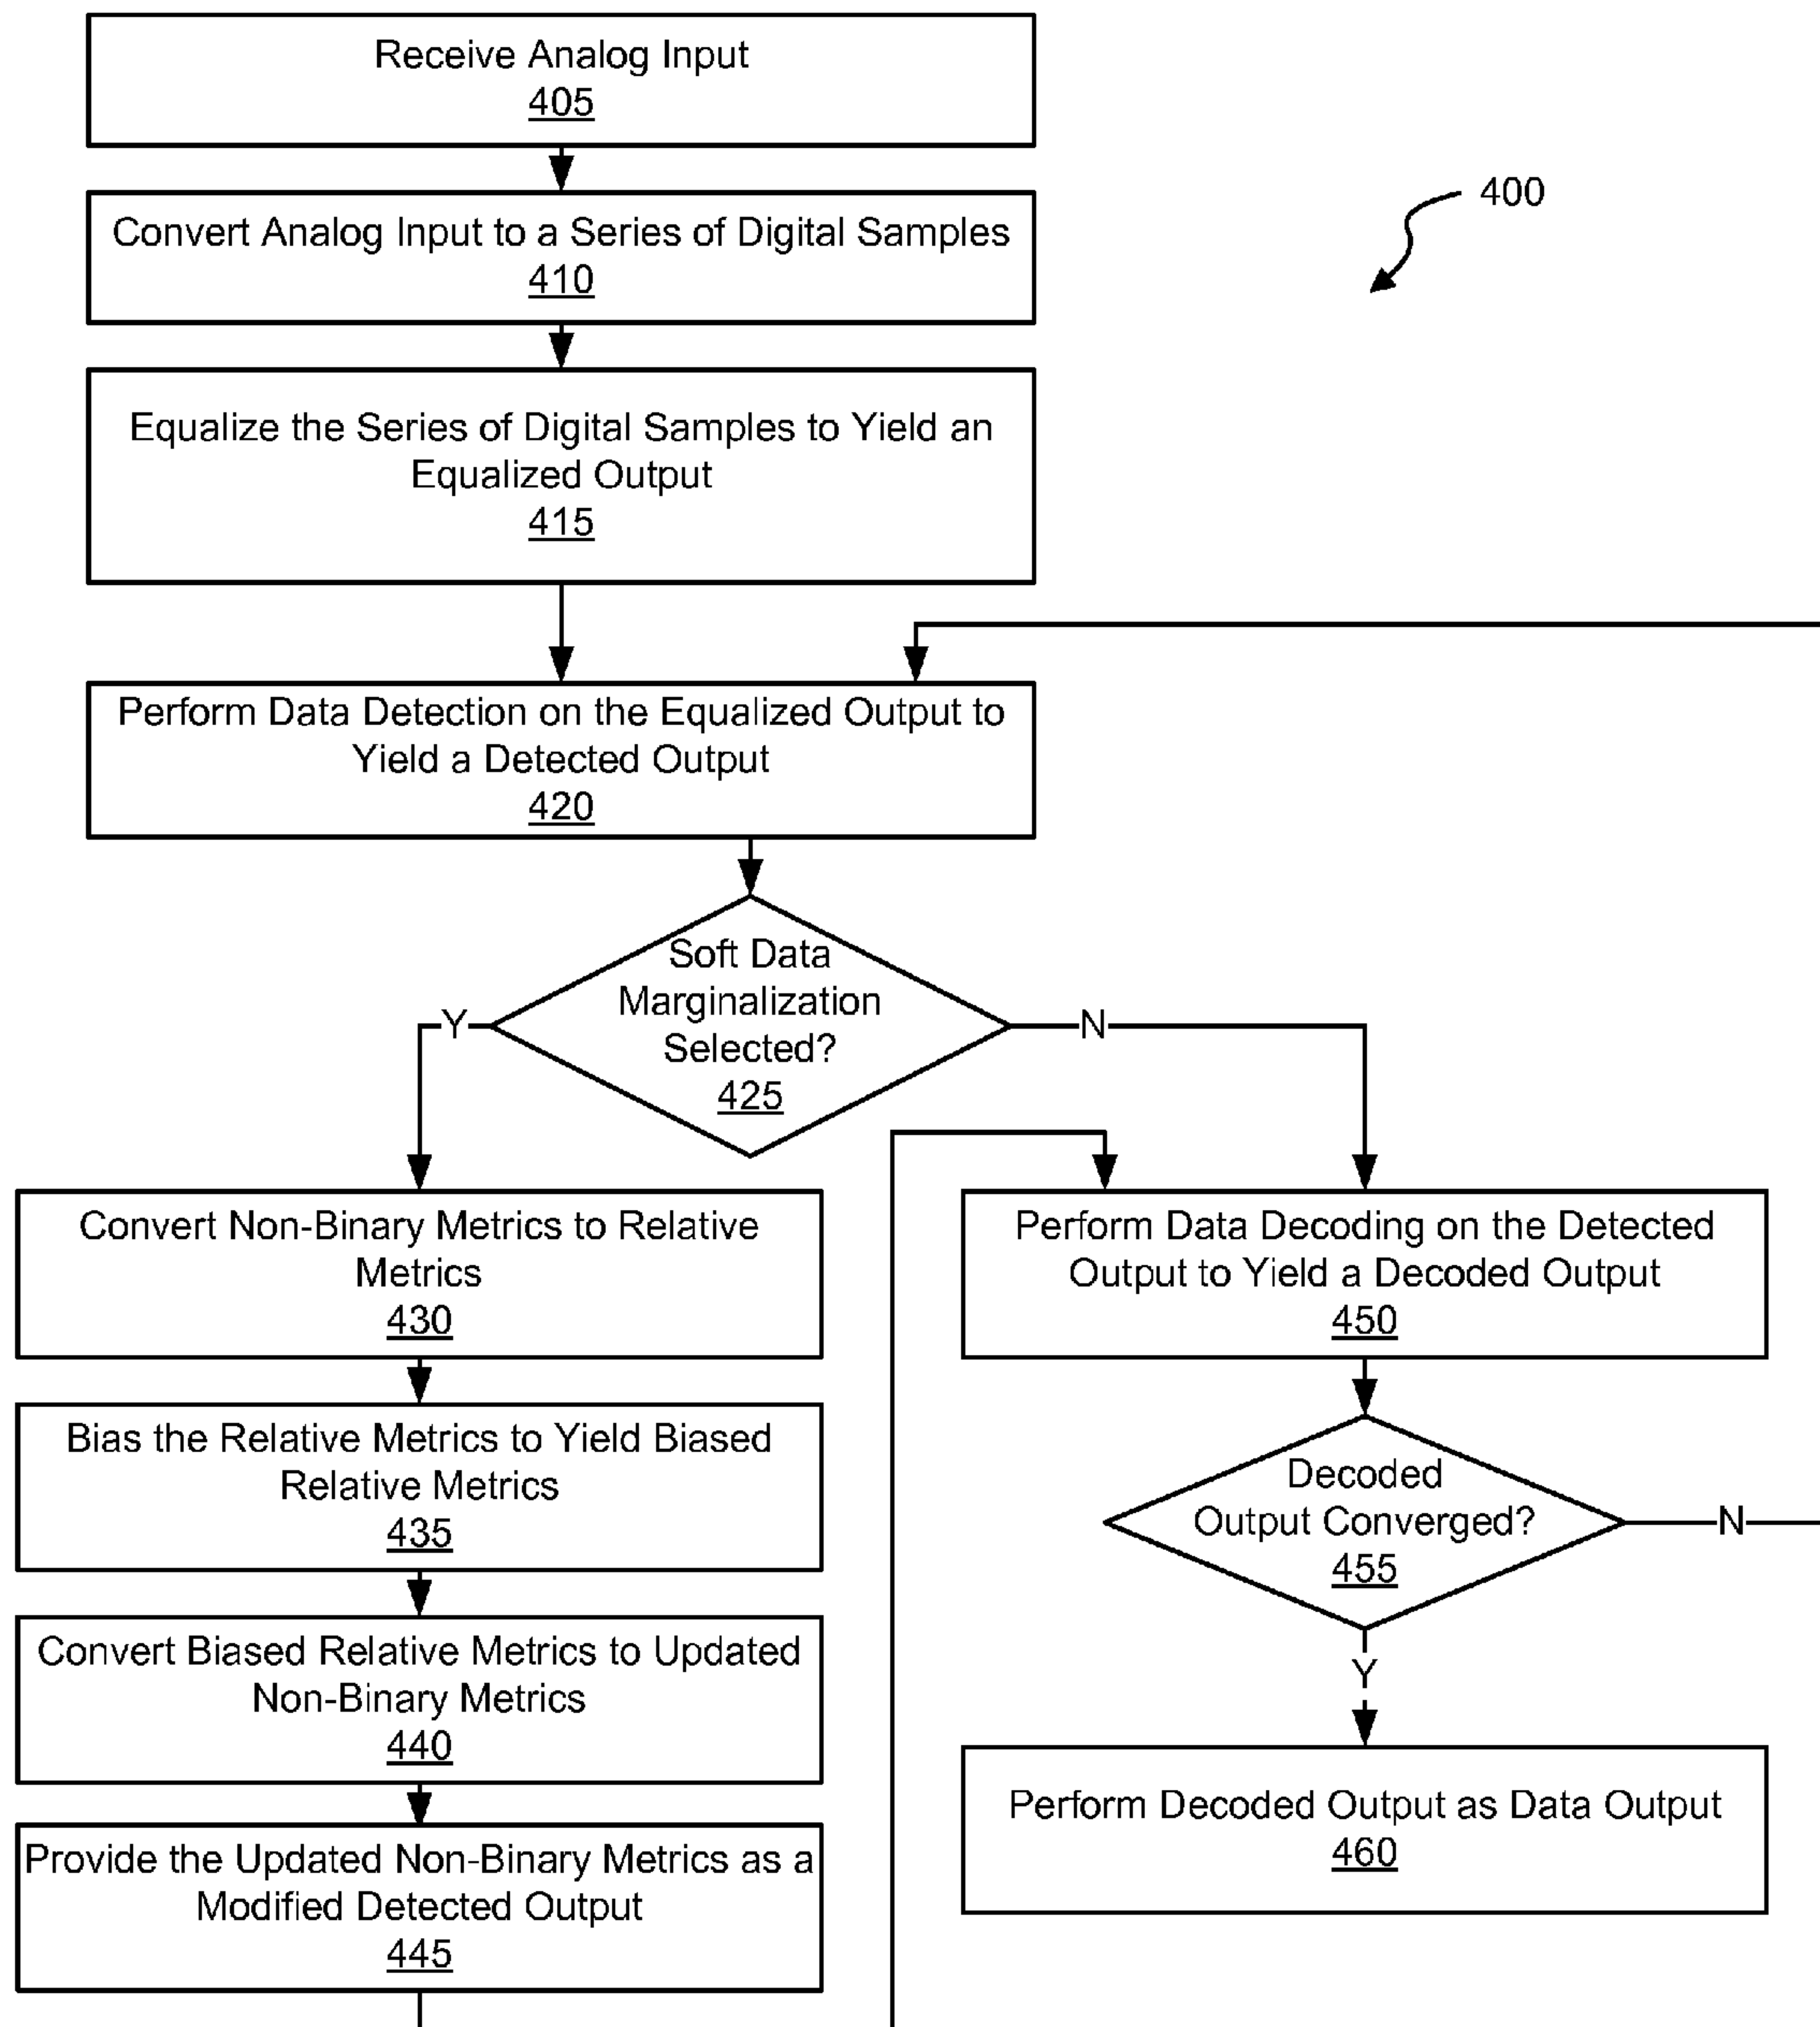 Receive Analog Input
405
400
Convert Analog Input to a Series of Digital Samples
410
Equalize the Series of Digital Samples to Yield an
Equalized Output
415
Perform Data Detection on the Equalized Output to
Yield a Detected Output
420
Soft Data
Marginalization
Selected?
425
Y
N
Convert Non-Binary Metrics to Relative
Metrics
430
Bias the Relative Metrics to Yield Biased
Relative Metrics
435
Convert Biased Relative Metrics to Updated
Non-Binary Metrics
440
Provide the Updated Non-Binary Metrics as a
Modified Detected Output
445
Perform Data Decoding on the Detected
Output to Yield a Decoded Output
450
Decoded
Output Converged?
455
N
Y
Perform Decoded Output as Data Output
460